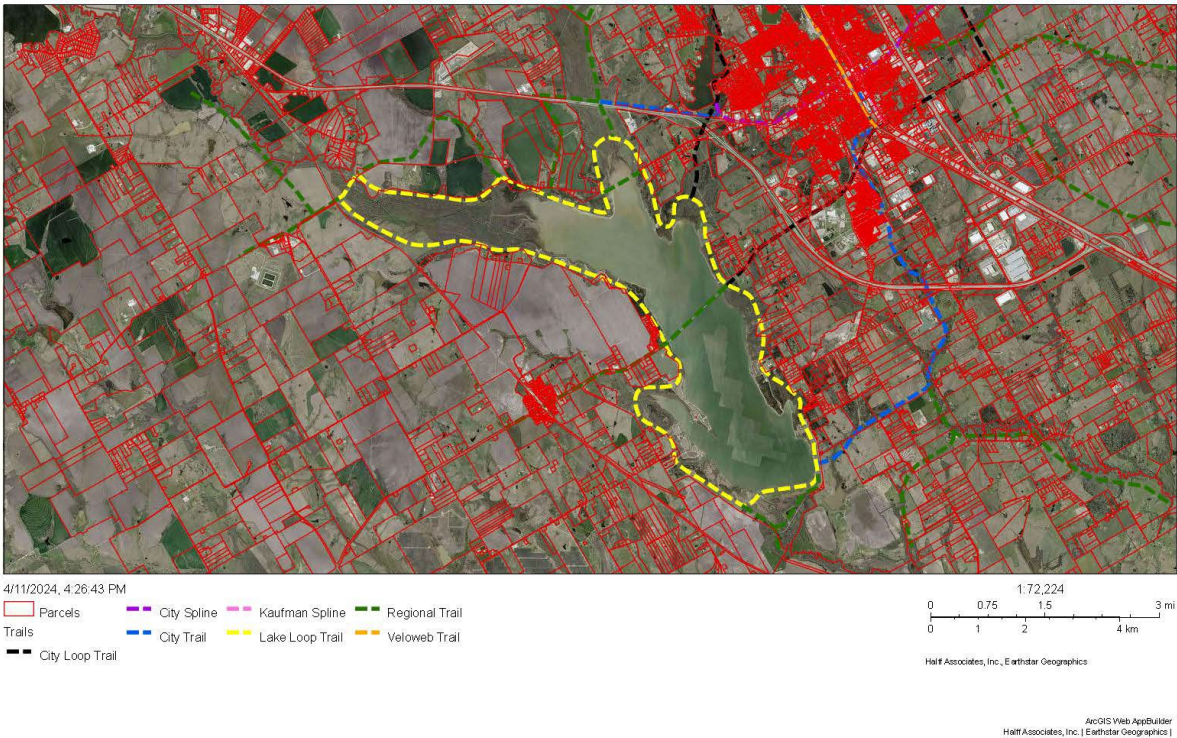 4/11/2024, 4:26:43 PM
Parcels
Trails
City Loop Trail
City Spline
City Trail
Kaufman Spline
Lake Loop Trail
Regional Trail
Veloweb Trail
1:72,224
0 0.75 1.5 3 mi
0 1 2 4 km
Halff Associates, Inc., Earthstar Geographics
ArcGIS Web AppBuilder
Halff Associates, Inc. | Earthstar Geographics |